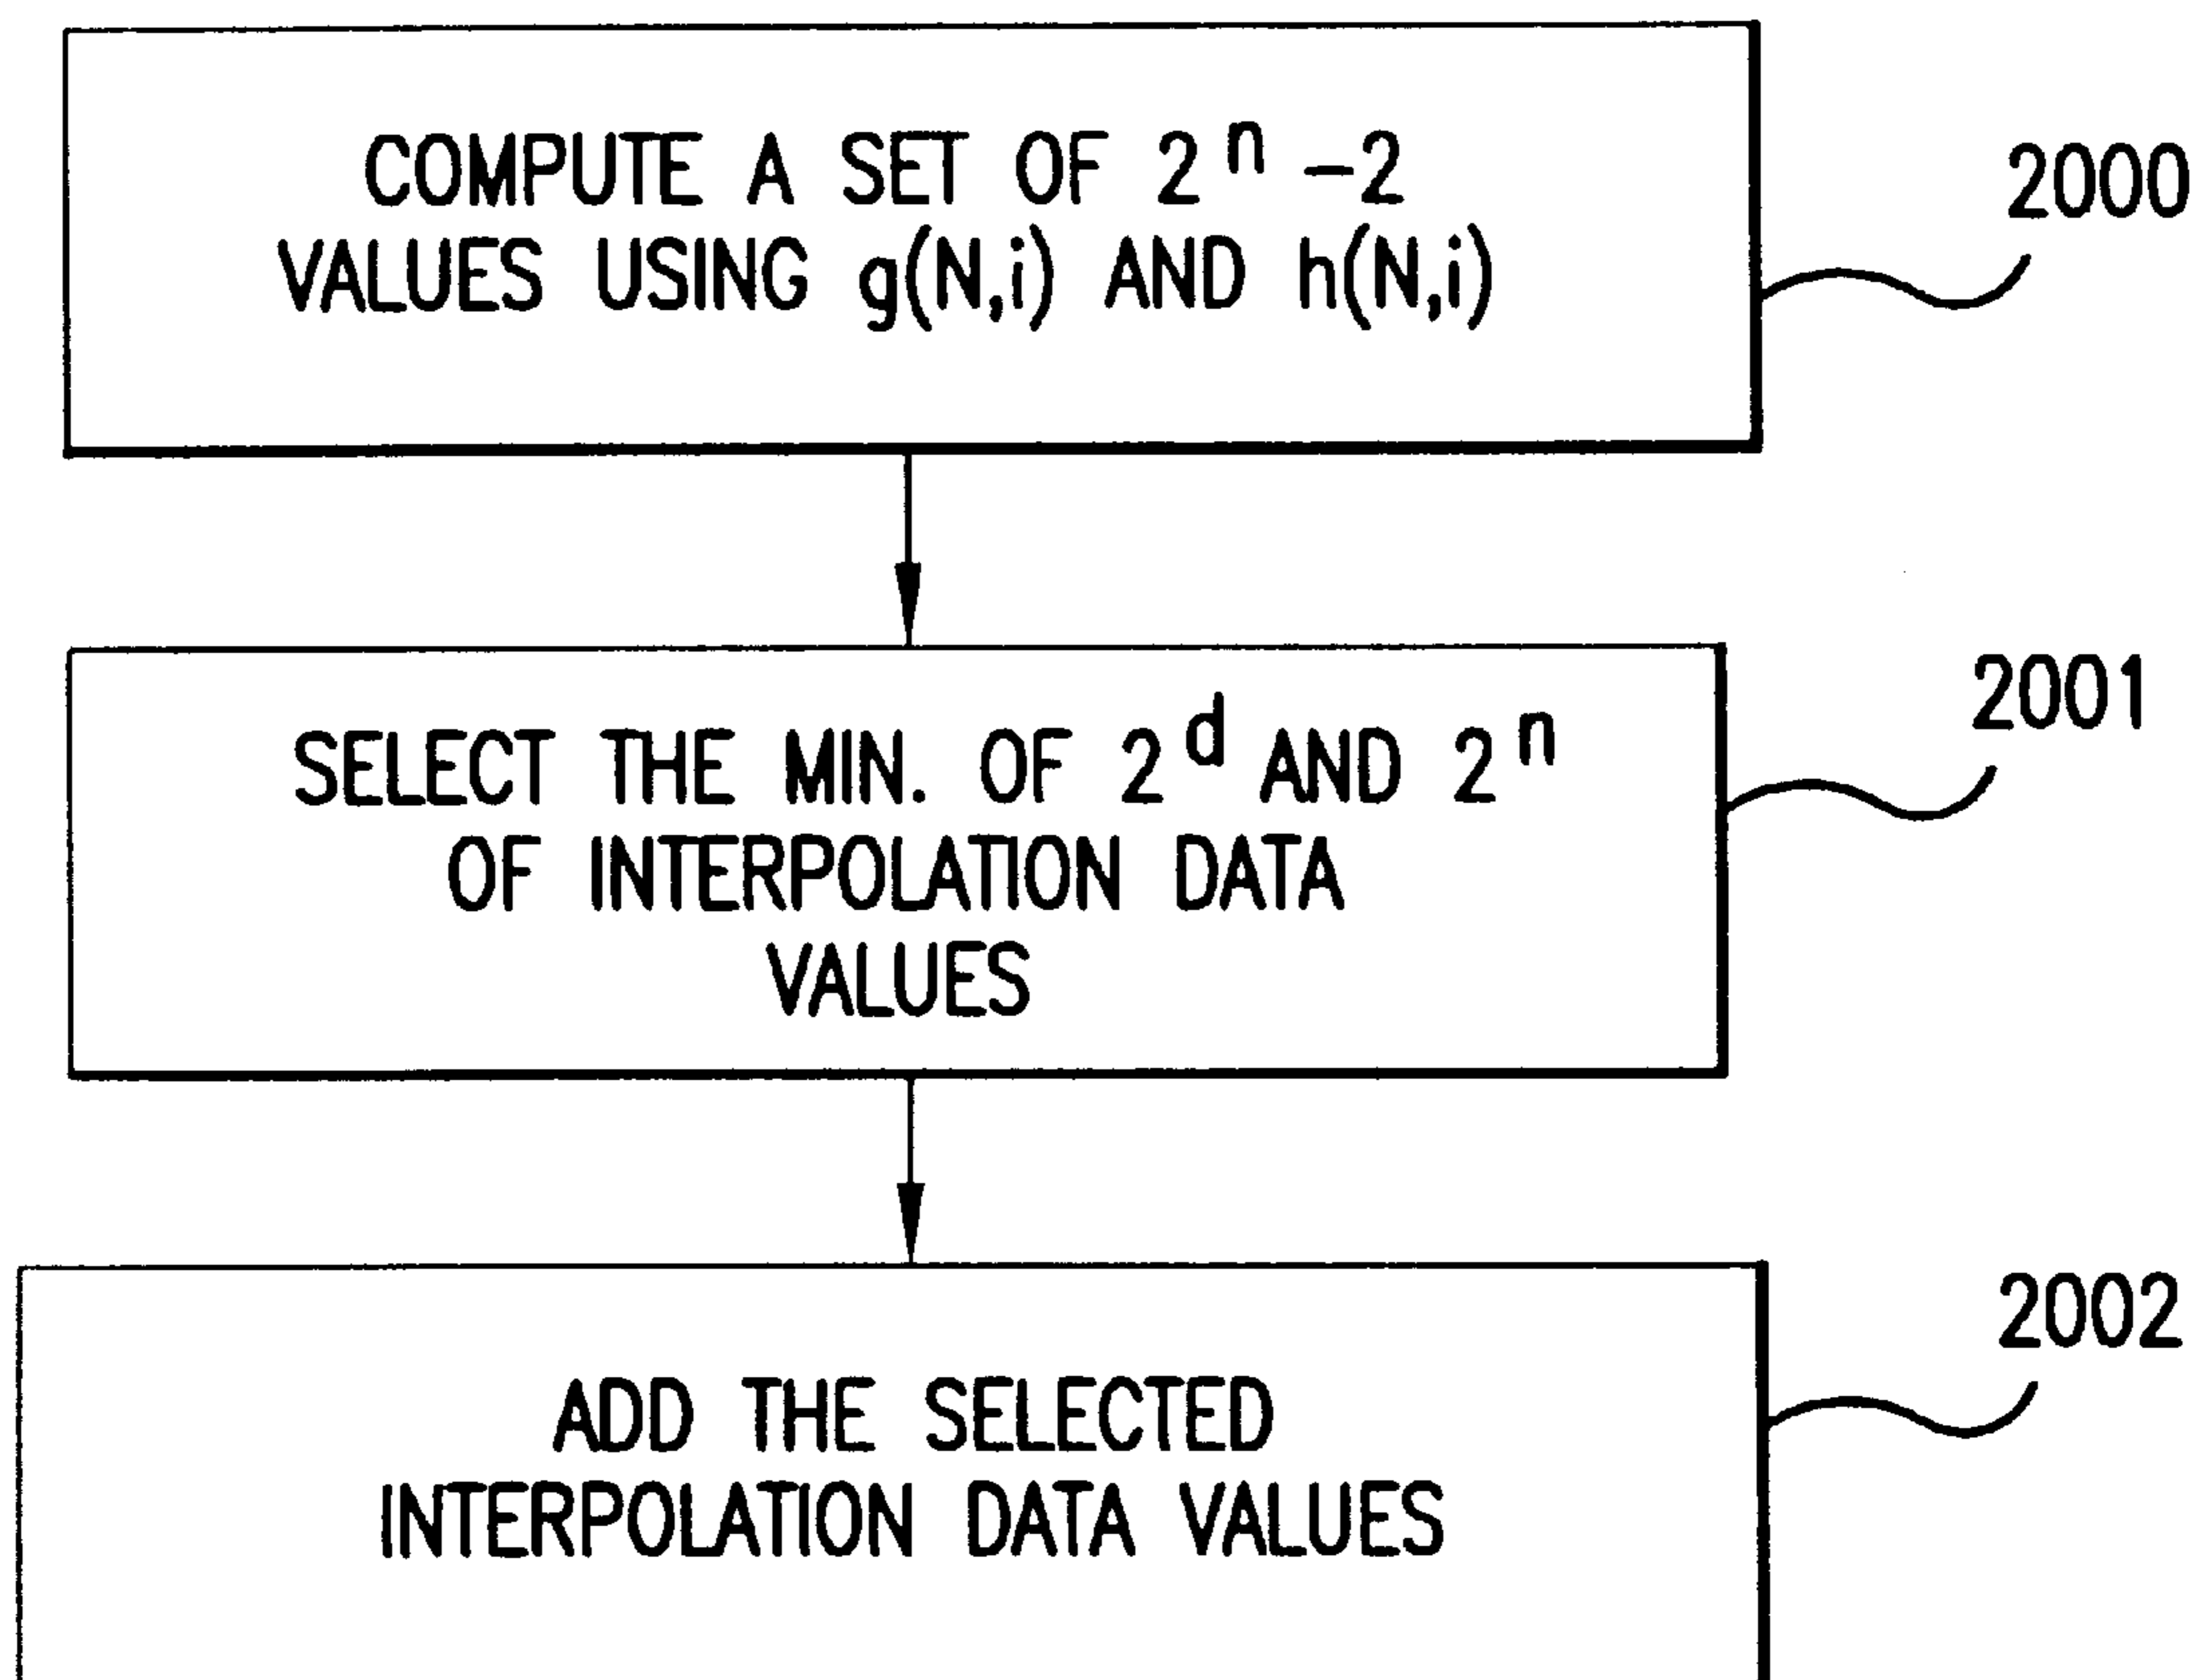 COMPUTE A SET OF 2ⁿ -2
VALUES USING g(N,i) AND h(N,i)
2000
SELECT THE MIN. OF 2ᵈ AND 2ⁿ
OF INTERPOLATION DATA
VALUES
2001
ADD THE SELECTED
INTERPOLATION DATA VALUES
2002